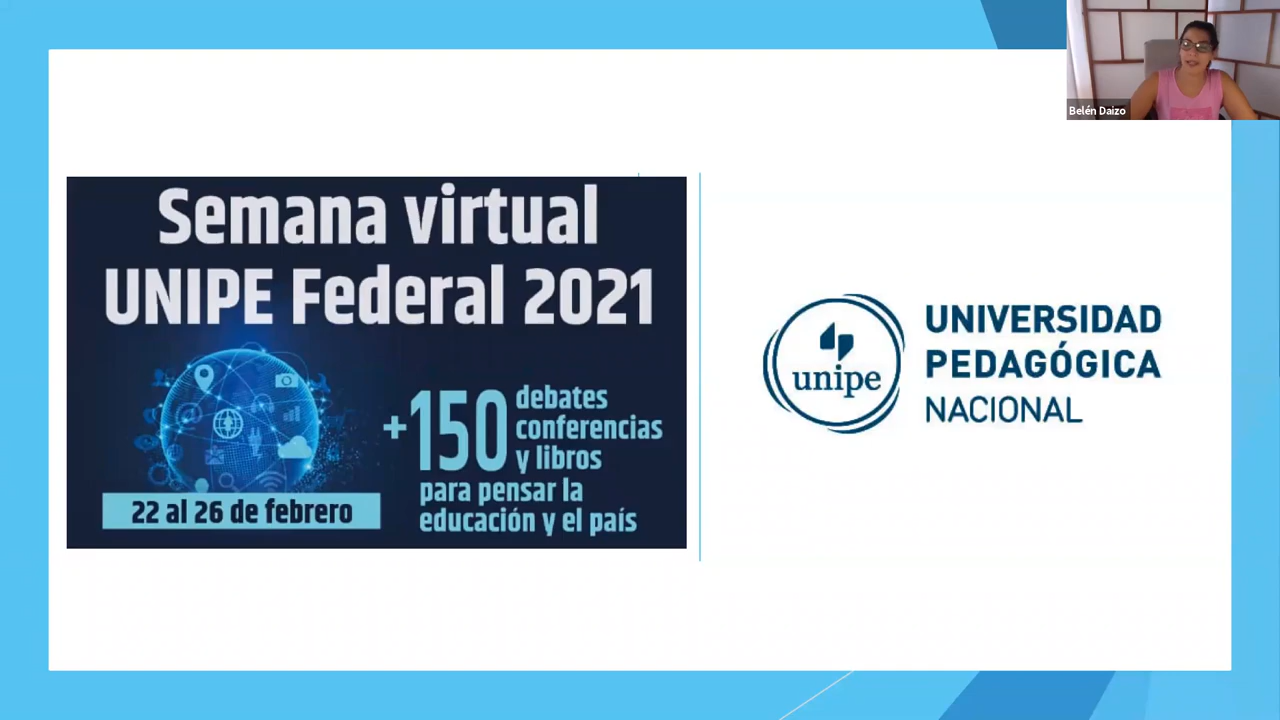 Belén Daizo
Semana virtual
UNIPE Federal 2021
+150 debates
conferencias
y libros
para pensar la
educación y el país
22 al 26 de febrero
unipe
UNIVERSIDAD
PEDAGÓGICA
NACIONAL